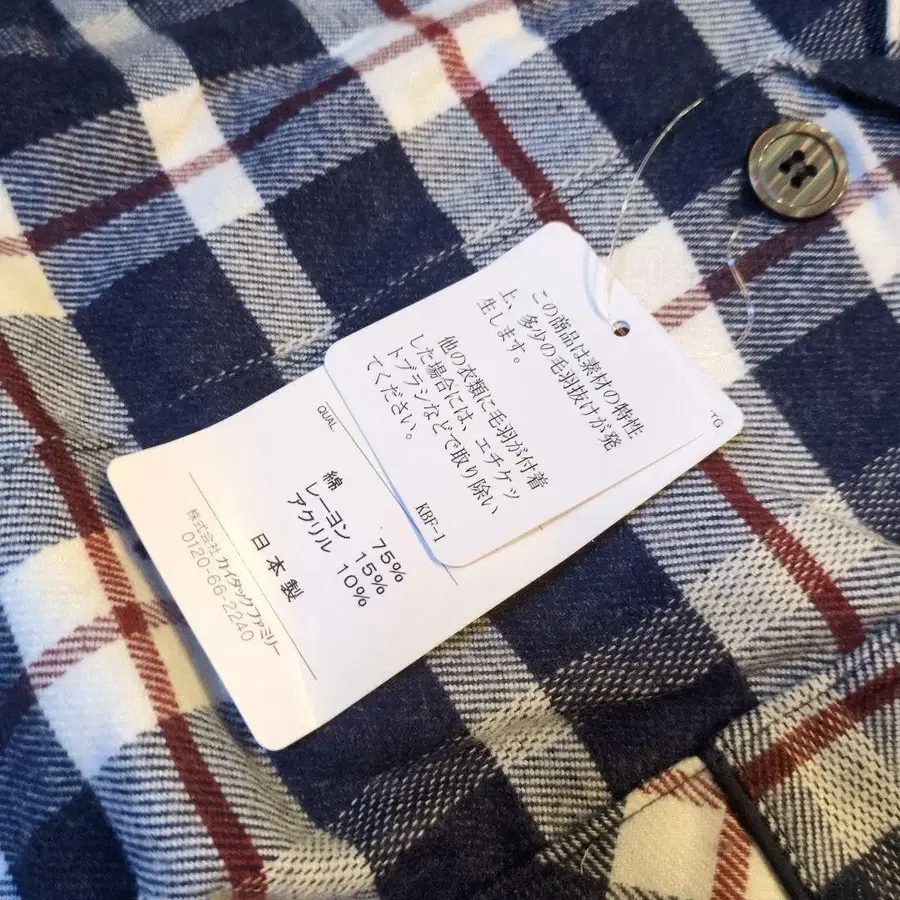 この商品は素材の特性
上、多少の毛羽抜けが発
生します。
他の衣類に毛羽が付着
した場合には、エチケッ
トブラシなどで取り除い
てください。
KBF-1
TG
QUAL
綿 75%
レーヨン 15%
アクリル 10%
日本製
株式会社 カイタックファミリー
0120-66-2240